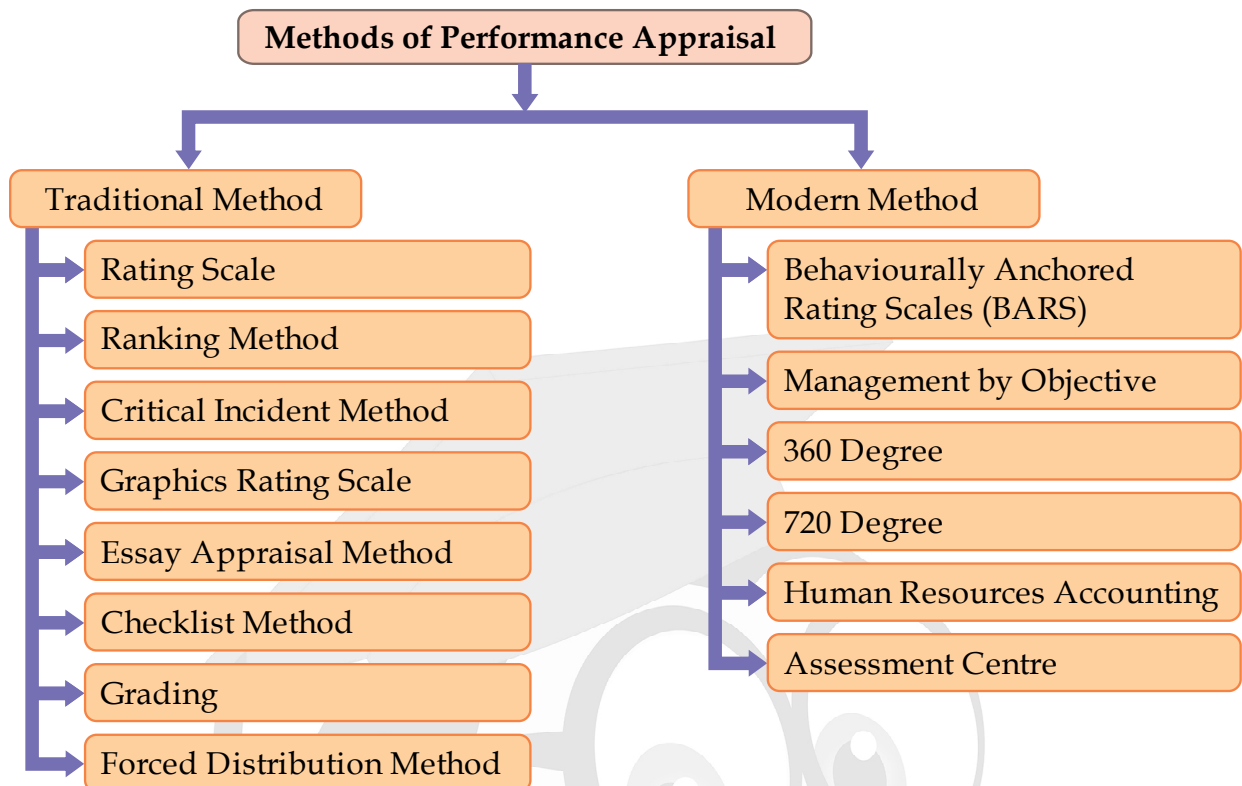 Methods of Performance Appraisal
Traditional Method
Rating Scale
Ranking Method
Critical Incident Method
Graphics Rating Scale
Essay Appraisal Method
Checklist Method
Grading
Forced Distribution Method
Modern Method
Behaviourally Anchored
Rating Scales (BARS)
Management by Objective
360 Degree
720 Degree
Human Resources Accounting
Assessment Centre